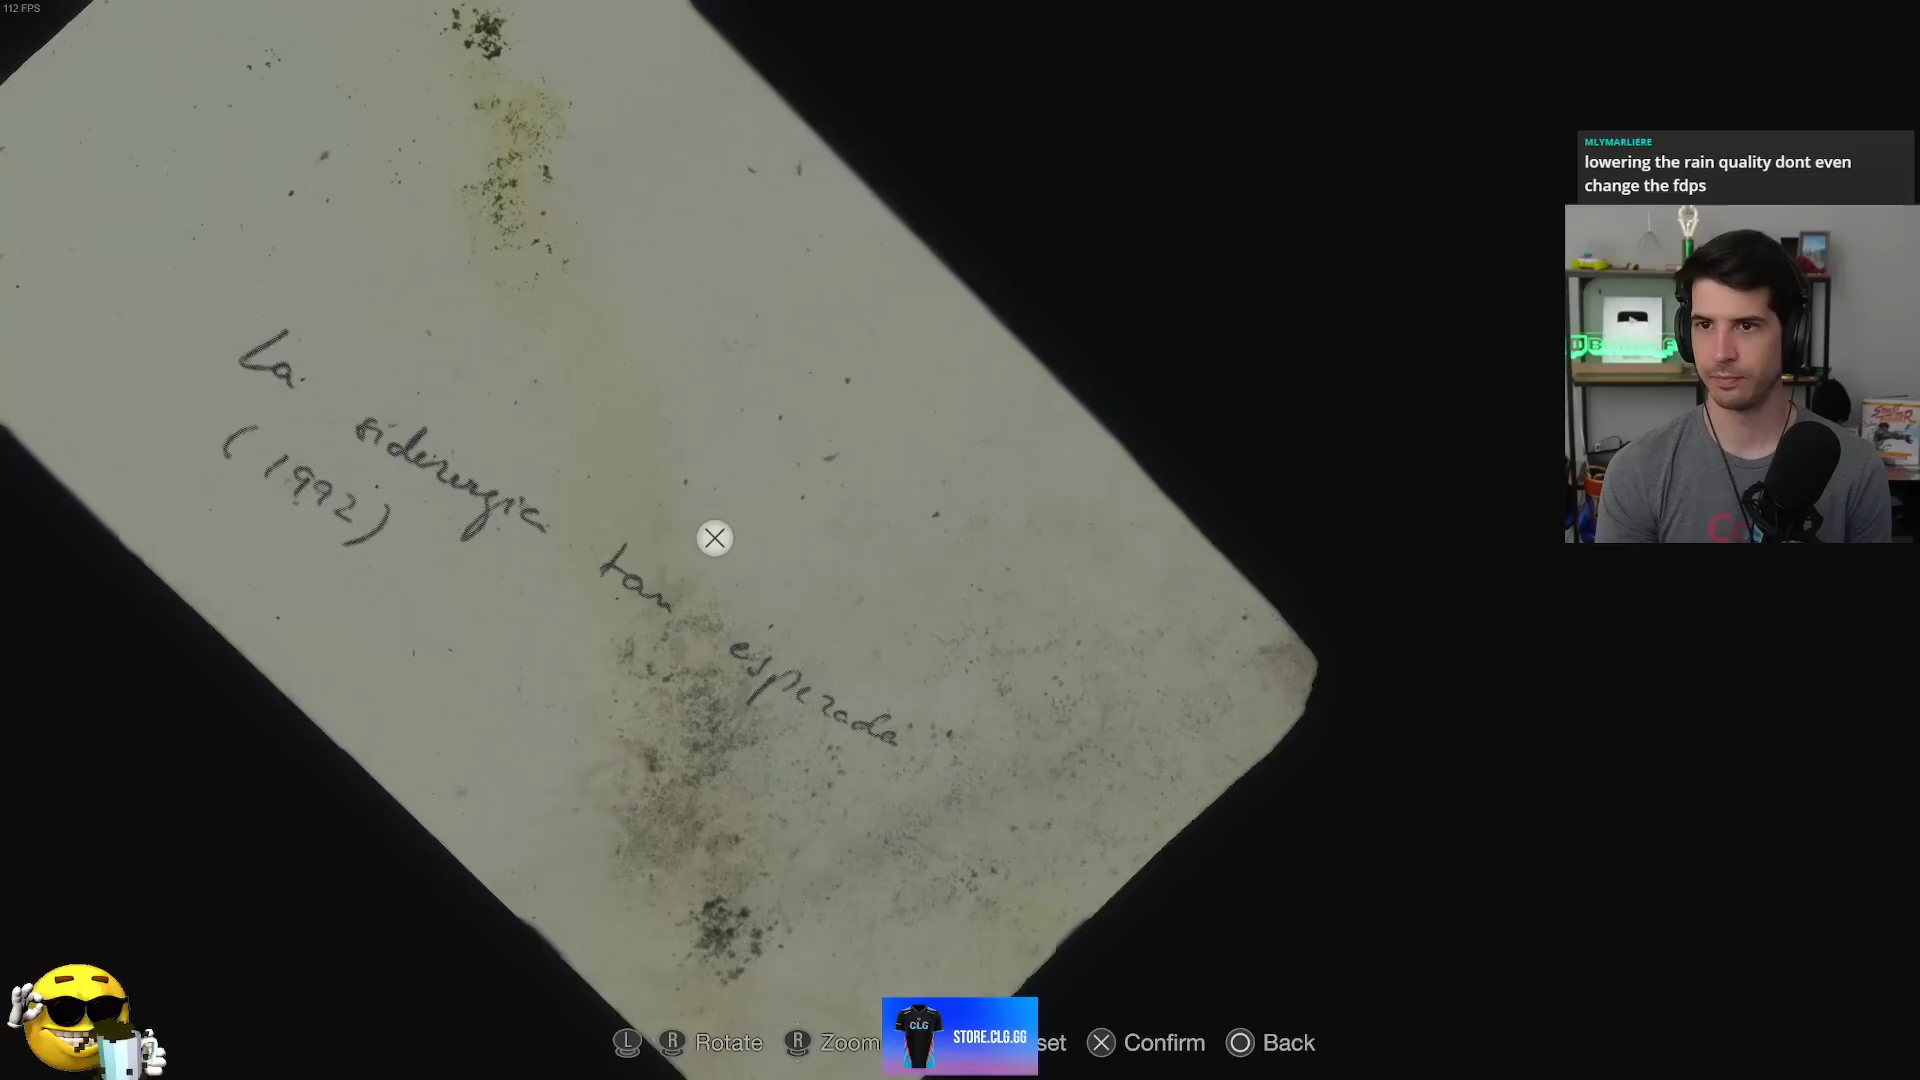 112 FPS
MLYMARLIERE
lowering the rain quality dont even
change the fdps
La siderurgia tan esperada
(1992)
L R Rotate R Zoom set Confirm Back
CLG
STORE.CLG.GG